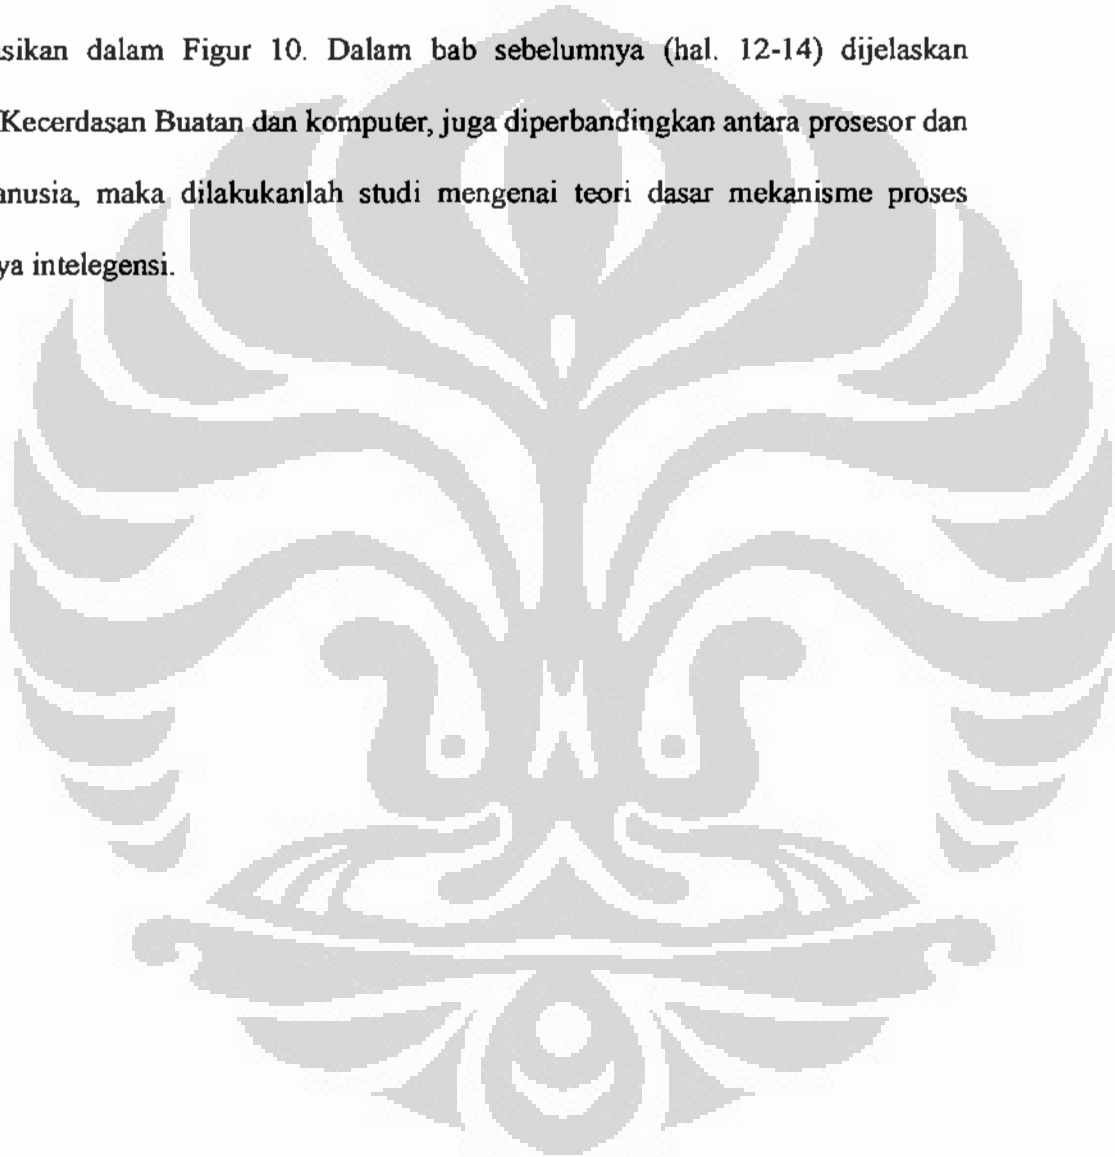 sikan dalam Figur 10. Dalam bab sebelumnya (hal. 12-14) dijelaskan
Kecerdasan Buatan dan komputer, juga diperbandingkan antara prosesor dan
anusia, maka dilakukanlah studi mengenai teori dasar mekanisme proses
ya intelegensi.